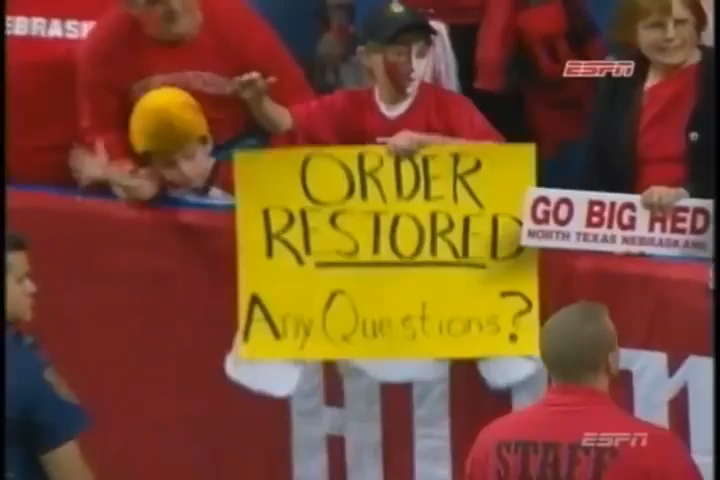 EBRASK
ESPN
ORDER
RESTORED
Any Questions?
GO BIG RED
NORTH TEXAS NEBRASKANS
ESPN
STAFF